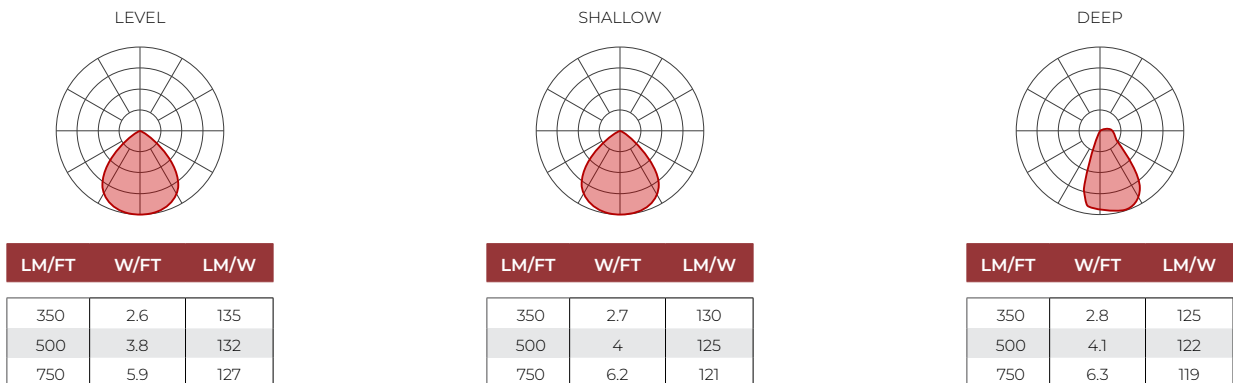 LEVEL
LM/FT W/FT LM/W
350 2.6 135
500 3.8 132
750 5.9 127
SHALLOW
LM/FT W/FT LM/W
350 2.7 130
500 4 125
750 6.2 121
DEEP
LM/FT W/FT LM/W
350 2.8 125
500 4.1 122
750 6.3 119